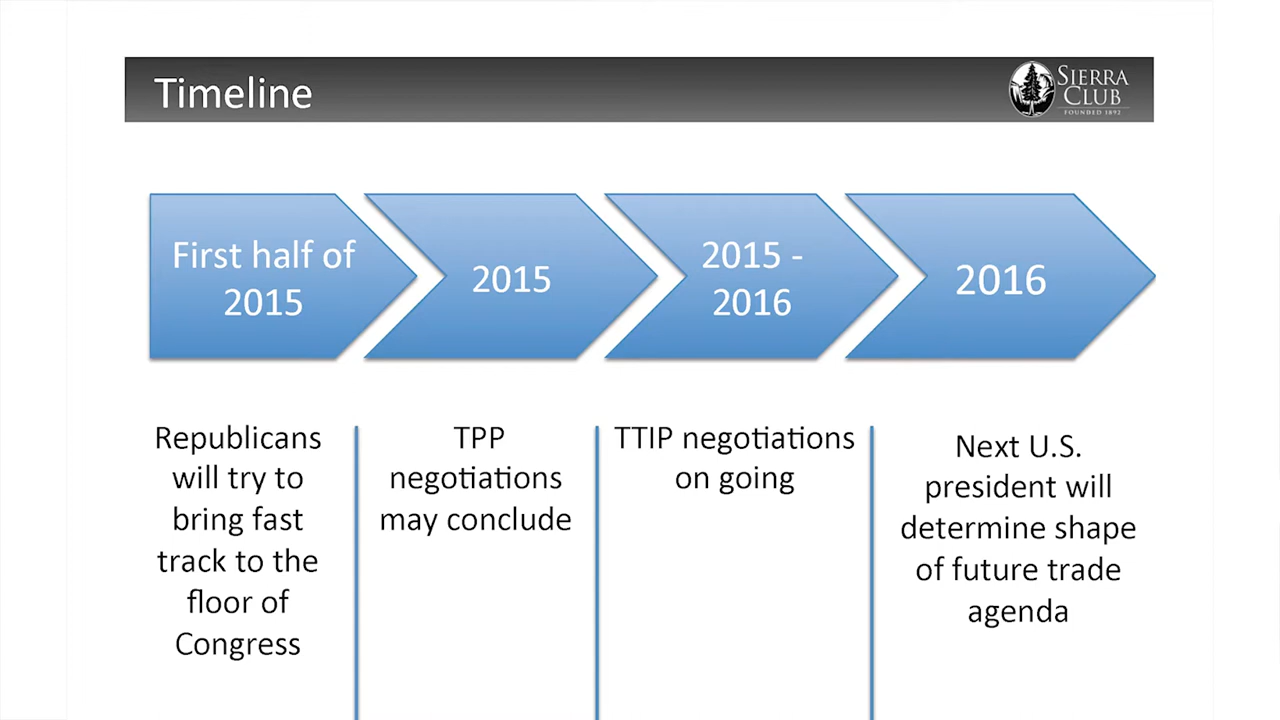 Timeline
SIERRA
CLUB
FOUNDED 1892
First half of
2015
2015
2015 -
2016
2016
Republicans
will try to
bring fast
track to the
floor of
Congress
TPP
negotiations
may conclude
TTIP negotiations
on going
Next U.S.
president will
determine shape
of future trade
agenda